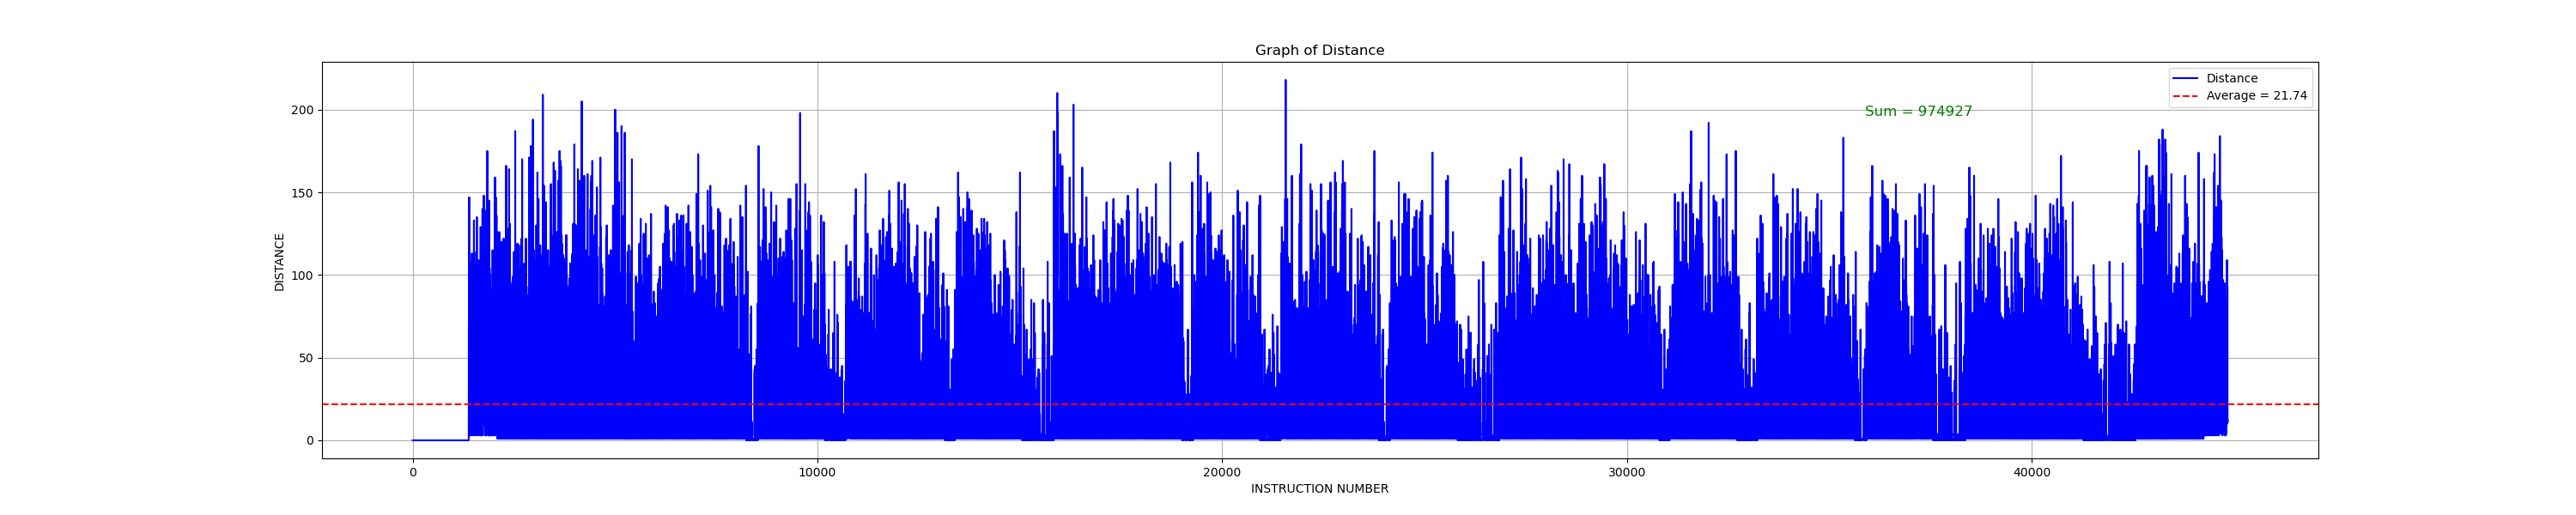 Graph of Distance
Distance
Average = 21.74
Sum = 974927
200
150
100
50
0
DISTANCE
0 10000 20000 30000 40000
INSTRUCTION NUMBER